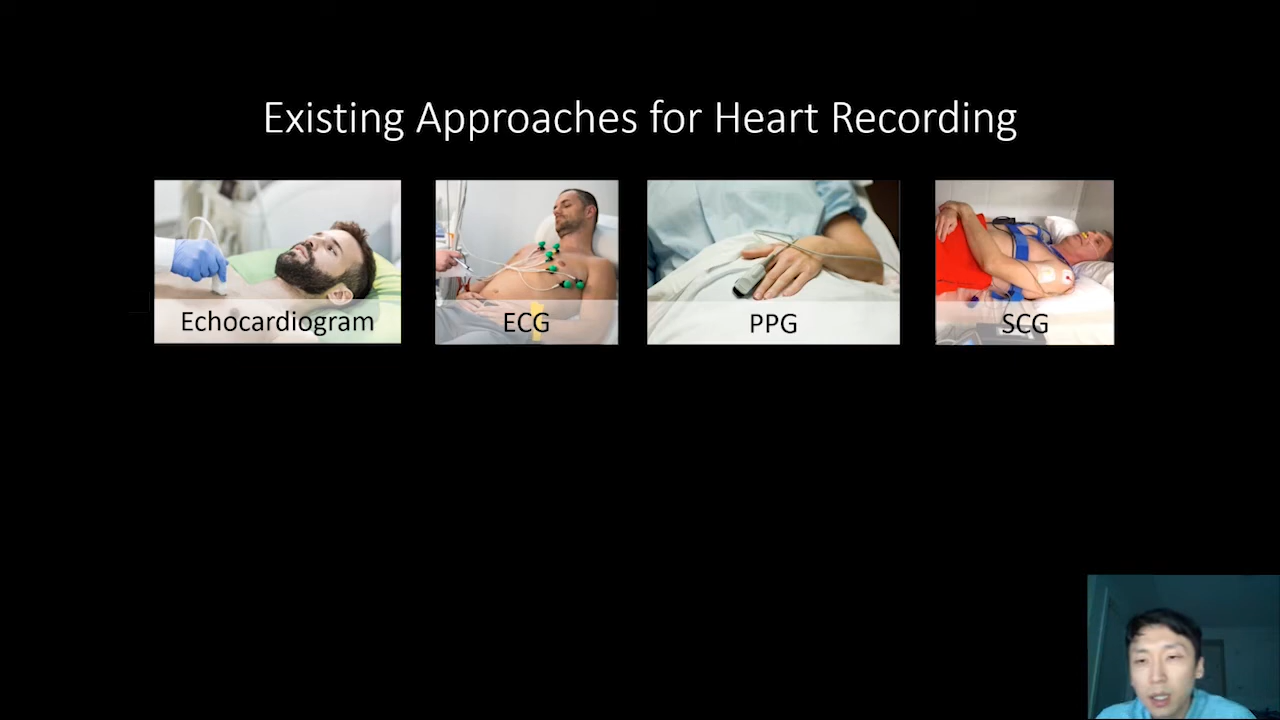 Existing Approaches for Heart Recording
Echocardiogram
ECG
PPG
SCG